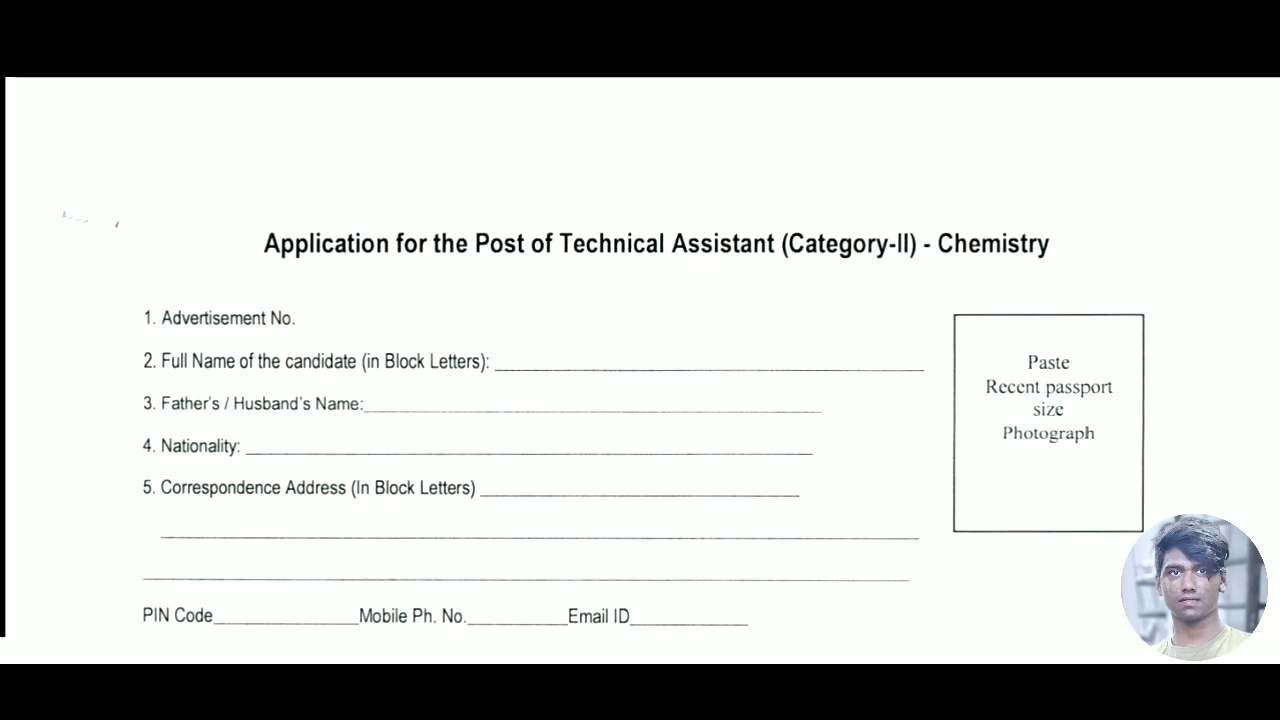 Application for the Post of Technical Assistant (Category-II) - Chemistry
1. Advertisement No.
2. Full Name of the candidate (in Block Letters):
3. Father's / Husband's Name:
4. Nationality:
5. Correspondence Address (In Block Letters)
PIN Code Mobile Ph. No. Email ID
Paste
Recent passport
size
Photograph